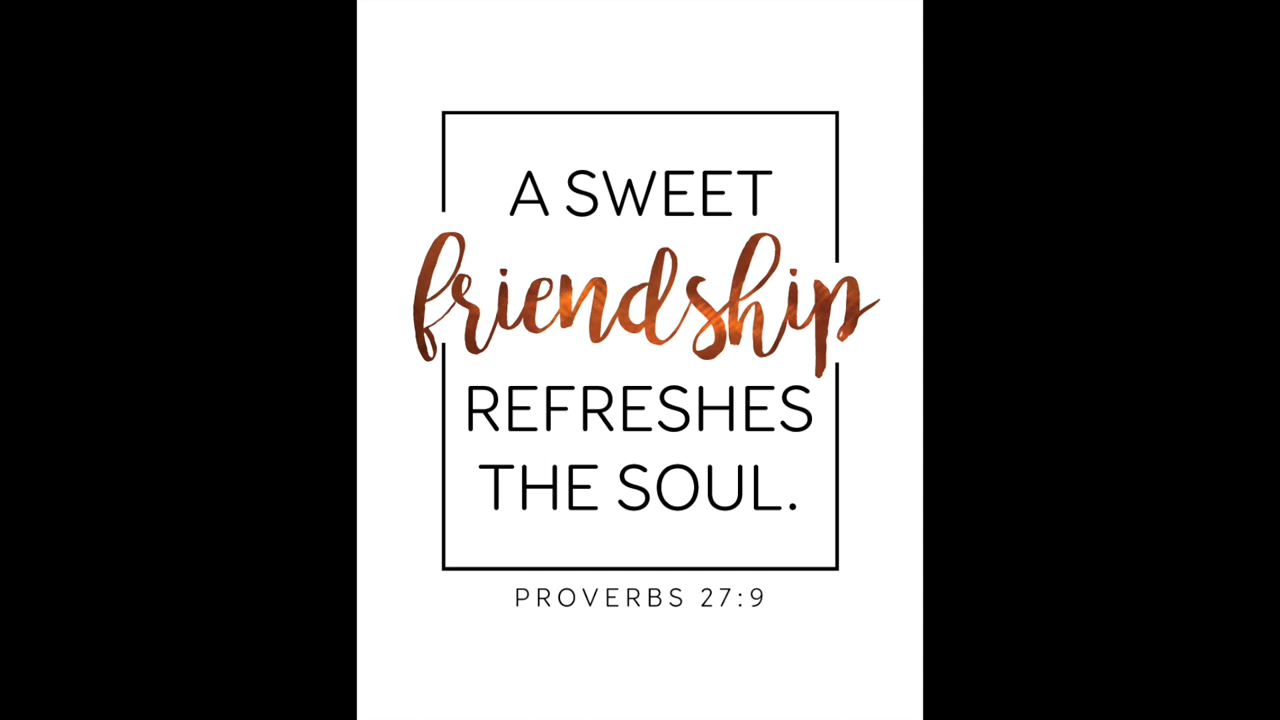 A SWEET
friendship
REFRESHES
THE SOUL.
PROVERBS 27:9